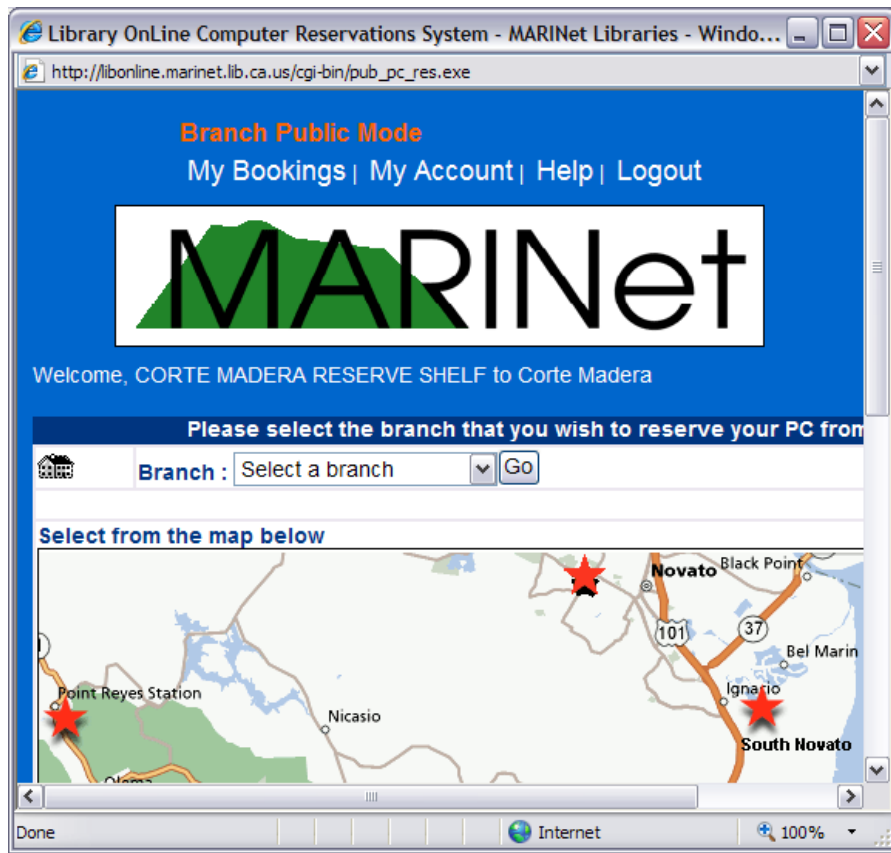 Library OnLine Computer Reservations System - MARINet Libraries - Windo...
http://libonline.marinet.lib.ca.us/cgi-bin/pub_pc_res.exe
Branch Public Mode
My Bookings | My Account | Help | Logout
MARINet
Welcome, CORTE MADERA RESERVE SHELF to Corte Madera
Please select the branch that you wish to reserve your PC from
Branch : Select a branch Go
Select from the map below
Novato Black Point
101 37
Bel Marin
Point Reyes Station Ignacio
Nicasio
South Novato
Olema
Done Internet 100%